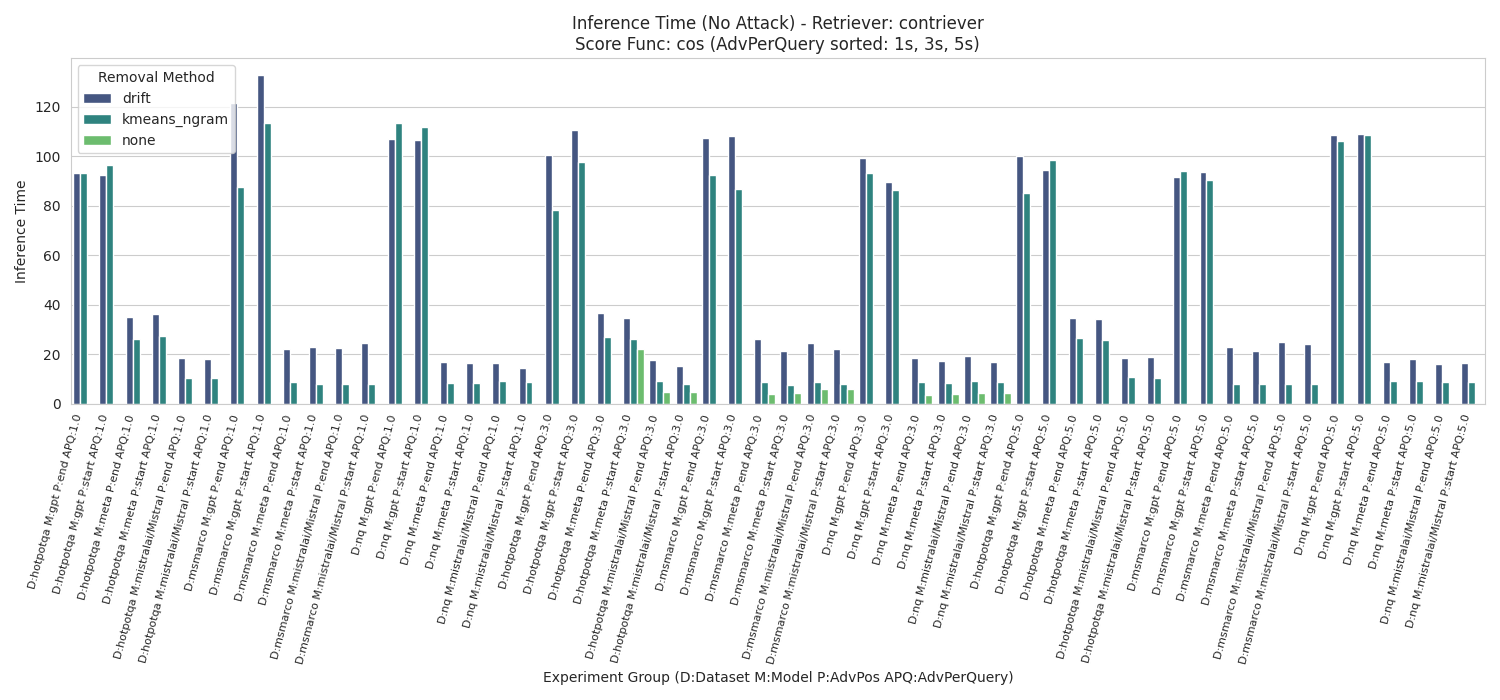 Inference Time (No Attack) - Retriever: contriever
Score Func: cos (AdvPerQuery sorted: 1s, 3s, 5s)
Removal Method
drift
kmeans_ngram
none
Inference Time
120
100
80
60
40
20
0
D:hotpotqa M:gpt P:end APQ:1.0
D:hotpotqa M:gpt P:start APQ:1.0
D:hotpotqa M:meta P:end APQ:1.0
D:hotpotqa M:meta P:start APQ:1.0
D:hotpotqa M:mistralai/Mistral P:end APQ:1.0
D:hotpotqa M:mistralai/Mistral P:start APQ:1.0
D:msmarco M:gpt P:end APQ:1.0
D:msmarco M:gpt P:start APQ:1.0
D:msmarco M:meta P:end APQ:1.0
D:msmarco M:meta P:start APQ:1.0
D:msmarco M:mistralai/Mistral P:end APQ:1.0
D:msmarco M:mistralai/Mistral P:start APQ:1.0
D:nq M:gpt P:end APQ:1.0
D:nq M:gpt P:start APQ:1.0
D:nq M:meta P:end APQ:1.0
D:nq M:meta P:start APQ:1.0
D:nq M:mistralai/Mistral P:end APQ:1.0
D:nq M:mistralai/Mistral P:start APQ:1.0
D:hotpotqa M:gpt P:end APQ:3.0
D:hotpotqa M:gpt P:start APQ:3.0
D:hotpotqa M:meta P:end APQ:3.0
D:hotpotqa M:meta P:start APQ:3.0
D:hotpotqa M:mistralai/Mistral P:end APQ:3.0
D:hotpotqa M:mistralai/Mistral P:start APQ:3.0
D:msmarco M:gpt P:end APQ:3.0
D:msmarco M:gpt P:start APQ:3.0
D:msmarco M:meta P:end APQ:3.0
D:msmarco M:meta P:start APQ:3.0
D:msmarco M:mistralai/Mistral P:end APQ:3.0
D:msmarco M:mistralai/Mistral P:start APQ:3.0
D:nq M:gpt P:end APQ:3.0
D:nq M:gpt P:start APQ:3.0
D:nq M:meta P:end APQ:3.0
D:nq M:meta P:start APQ:3.0
D:nq M:mistralai/Mistral P:end APQ:3.0
D:nq M:mistralai/Mistral P:start APQ:3.0
D:hotpotqa M:gpt P:end APQ:5.0
D:hotpotqa M:gpt P:start APQ:5.0
D:hotpotqa M:meta P:end APQ:5.0
D:hotpotqa M:meta P:start APQ:5.0
D:hotpotqa M:mistralai/Mistral P:end APQ:5.0
D:hotpotqa M:mistralai/Mistral P:start APQ:5.0
D:msmarco M:gpt P:end APQ:5.0
D:msmarco M:gpt P:start APQ:5.0
D:msmarco M:meta P:end APQ:5.0
D:msmarco M:meta P:start APQ:5.0
D:msmarco M:mistralai/Mistral P:end APQ:5.0
D:msmarco M:mistralai/Mistral P:start APQ:5.0
D:nq M:gpt P:end APQ:5.0
D:nq M:gpt P:start APQ:5.0
D:nq M:meta P:end APQ:5.0
D:nq M:meta P:start APQ:5.0
D:nq M:mistralai/Mistral P:end APQ:5.0
D:nq M:mistralai/Mistral P:start APQ:5.0
Experiment Group (D:Dataset M:Model P:AdvPos APQ:AdvPerQuery)